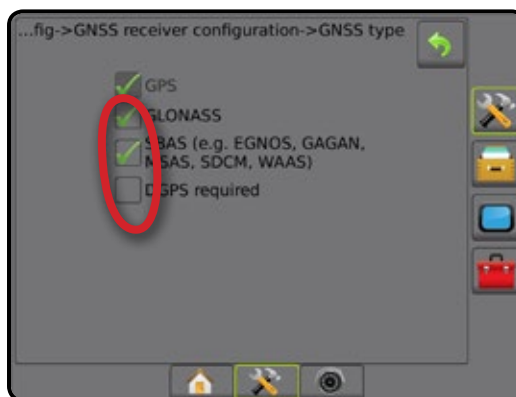 ...fig->GNSS receiver configuration->GNSS type
GPS
GLONASS
SBAS (e.g. EGNOS, GAGAN,
MSAS, SDCM, WAAS)
DGPS required